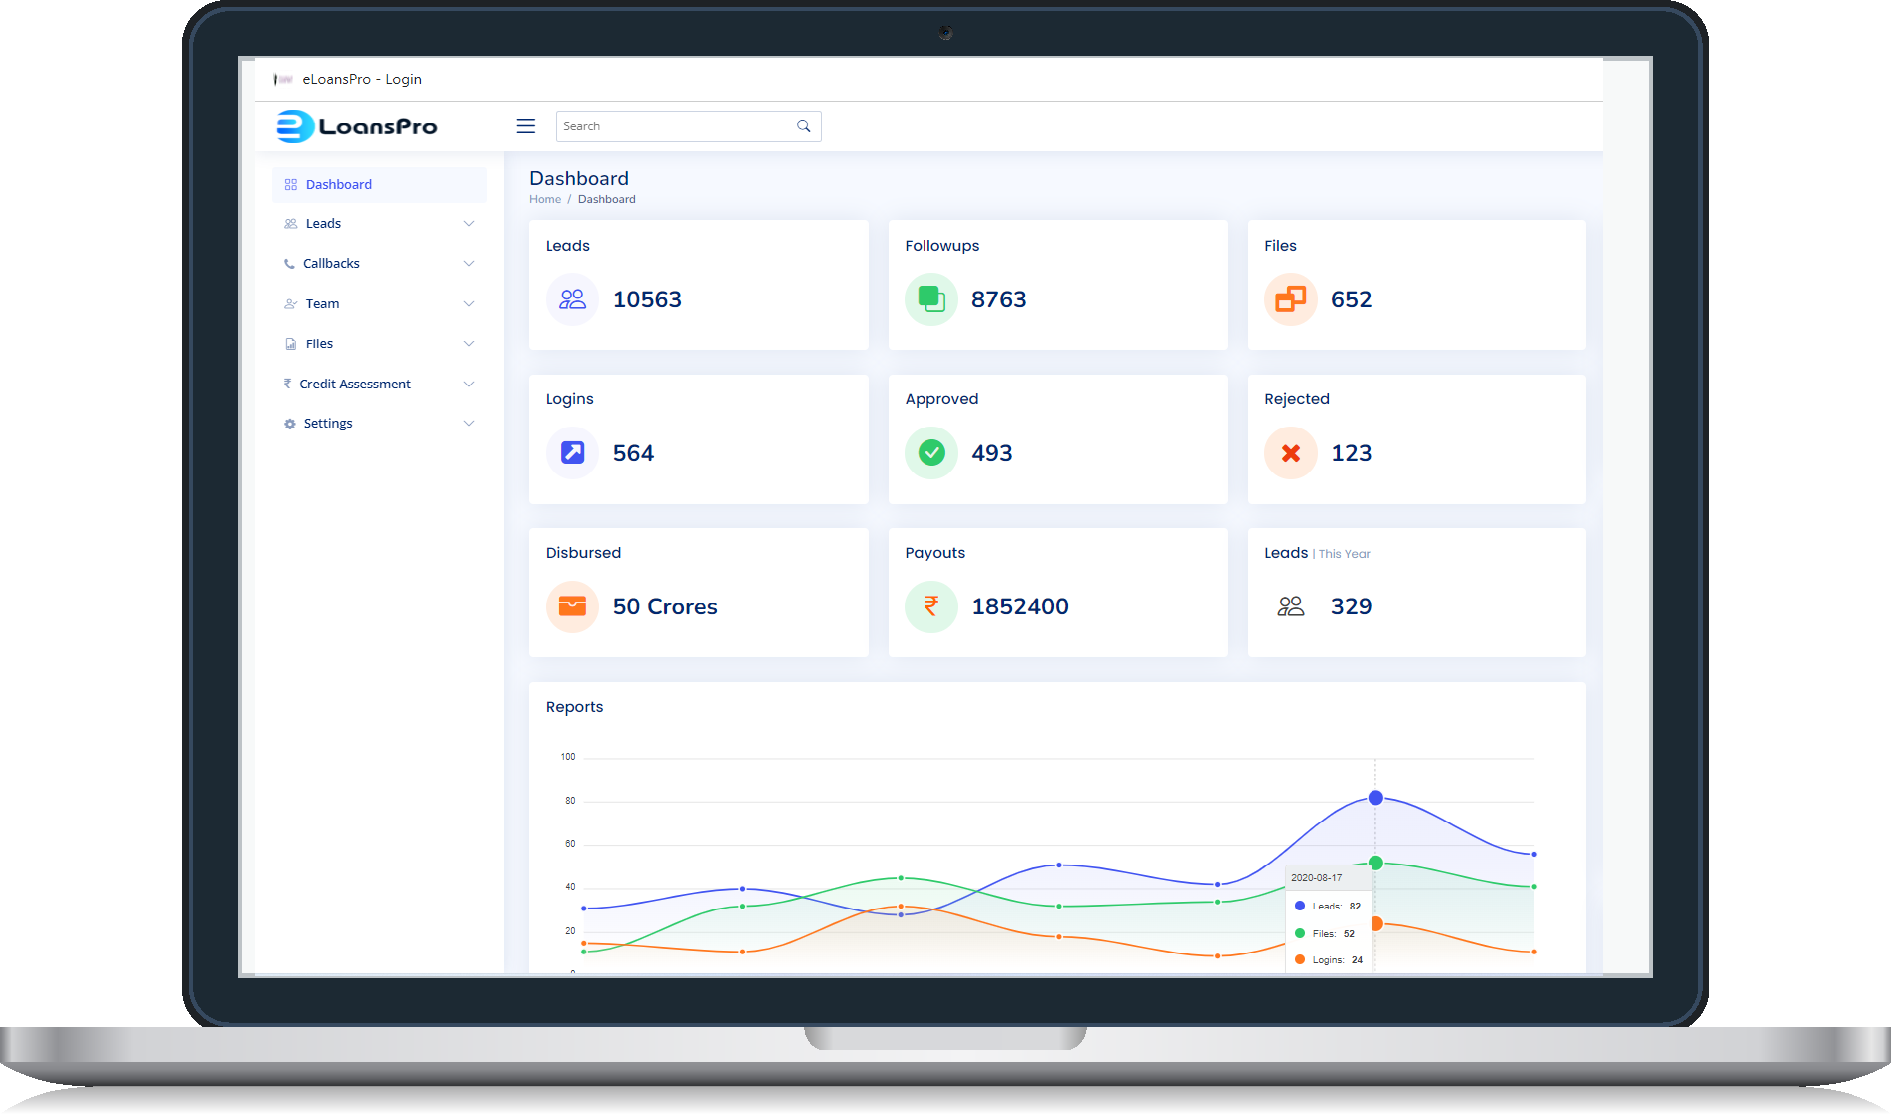 eLoansPro - Login
LoansPro
Search
Dashboard
Leads
Callbacks
Team
Files
Credit Assessment
Settings
Dashboard
Home / Dashboard
Leads
10563
Followups
8763
Files
652
Logins
564
Approved
493
Rejected
123
Disbursed
50 Crores
Payouts
₹ 1852400
Leads | This Year
329
Reports
100
80
60
40
20
0
2020-08-17
Leads: 82
Files: 52
Logins: 24